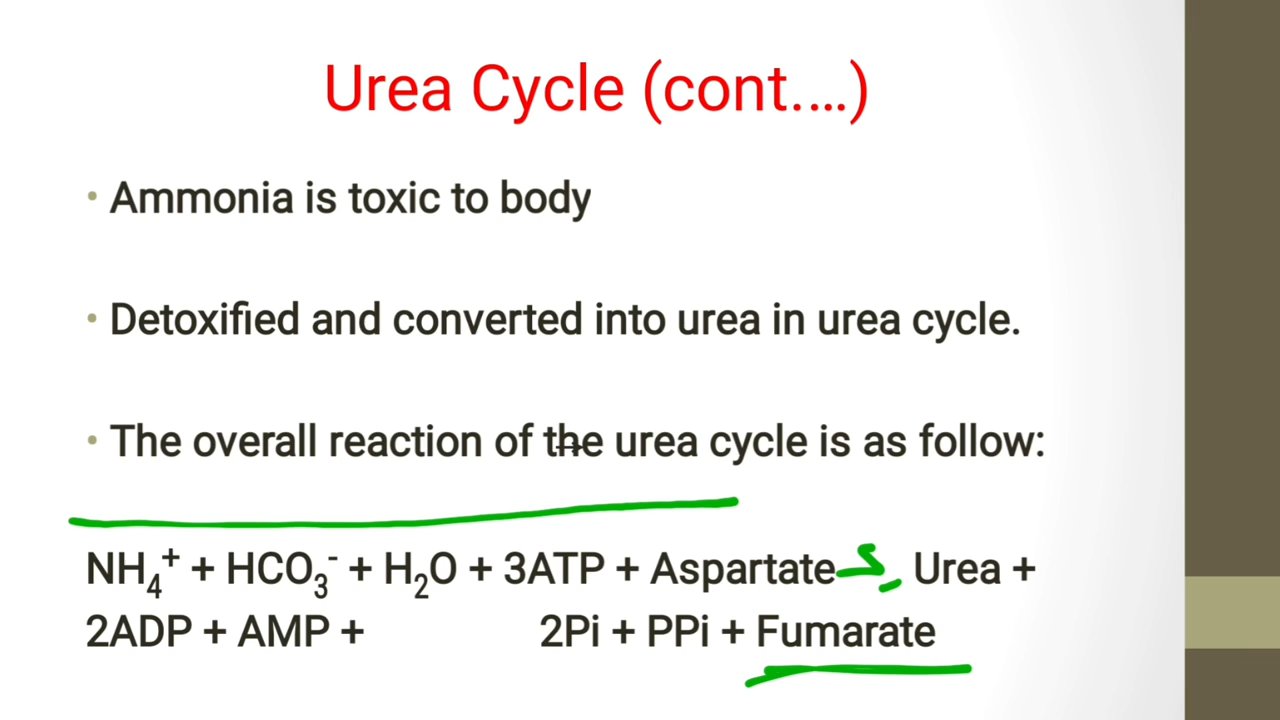 Urea Cycle (cont.…)
• Ammonia is toxic to body
• Detoxified and converted into urea in urea cycle.
• The overall reaction of the urea cycle is as follow:
NH₄⁺ + HCO₃⁻ + H₂O + 3ATP + Aspartate Urea +
2ADP + AMP + 2Pi + PPi + Fumarate